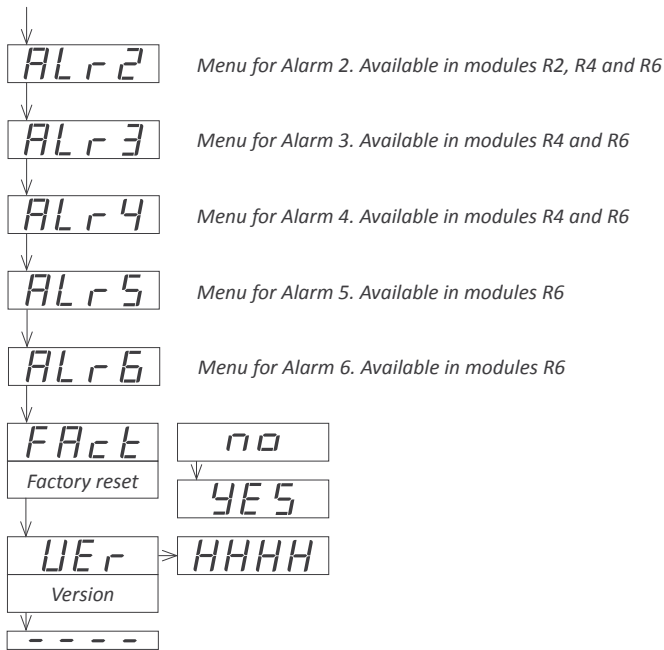 ALr2 Menu for Alarm 2. Available in modules R2, R4 and R6
ALr3 Menu for Alarm 3. Available in modules R4 and R6
ALr4 Menu for Alarm 4. Available in modules R4 and R6
ALr5 Menu for Alarm 5. Available in modules R6
ALr6 Menu for Alarm 6. Available in modules R6
FAct no
Factory reset
YES
VEr HHHH
Version
----